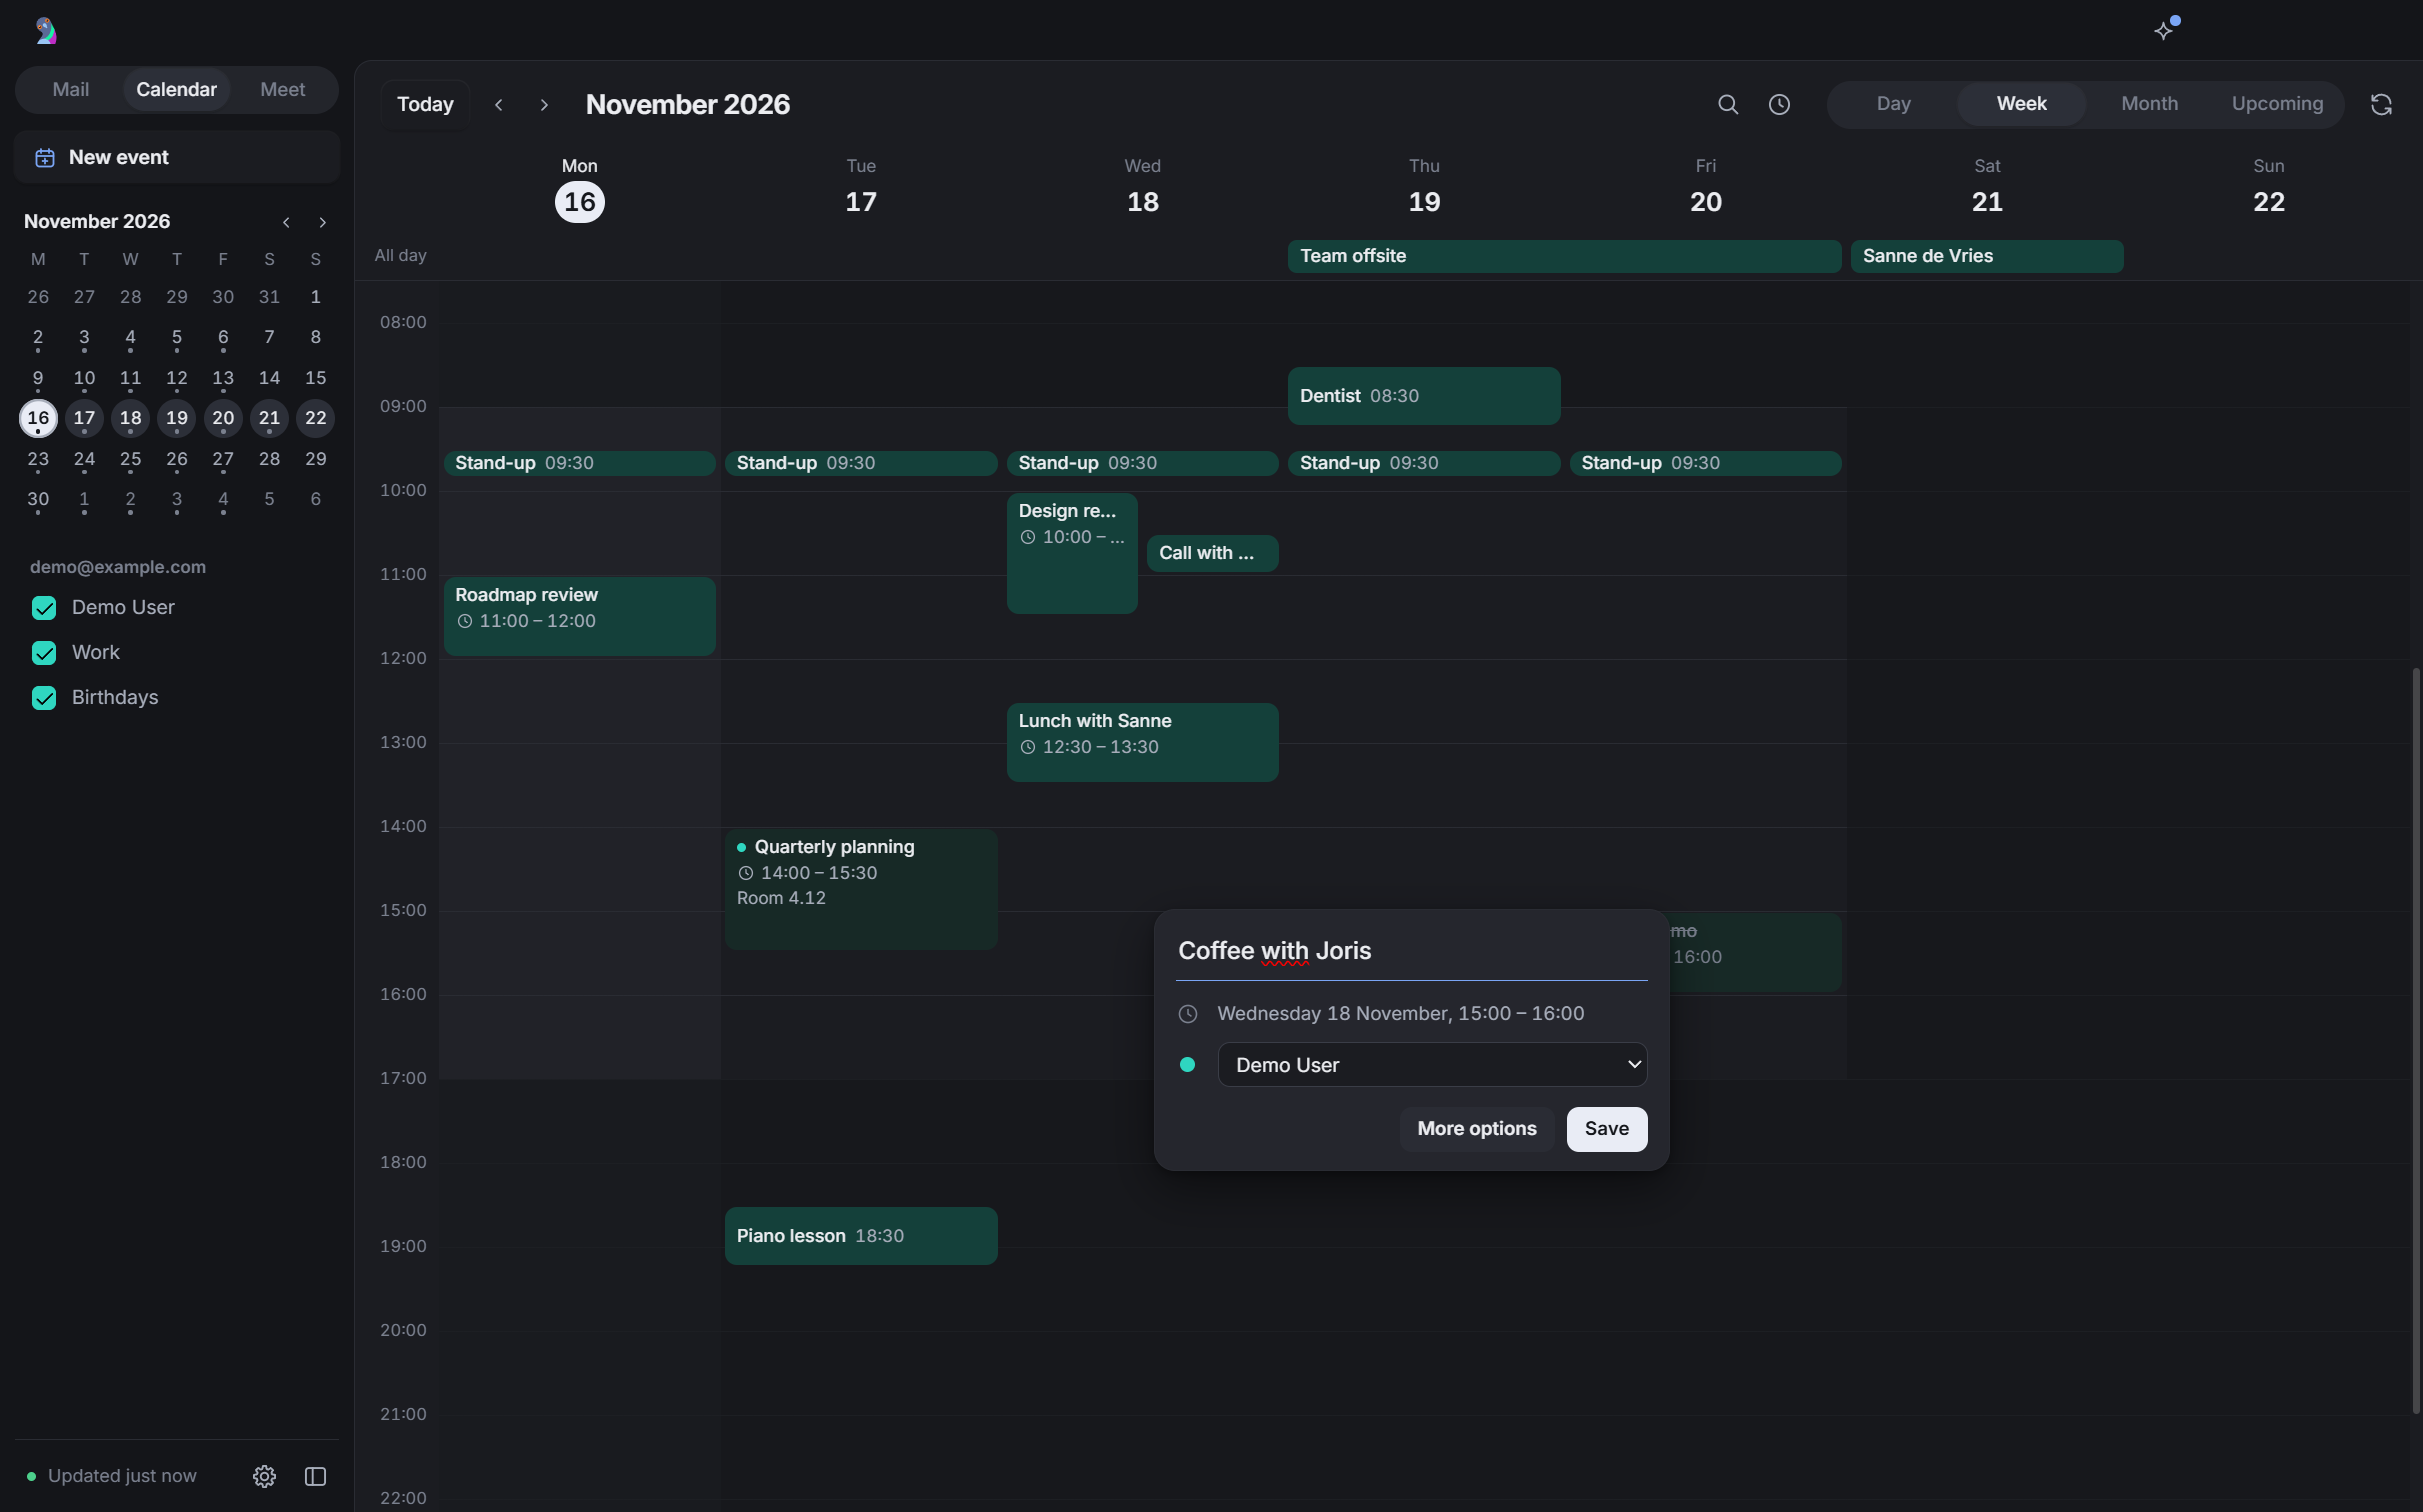 Mail Calendar Meet
New event
November 2026
M T W T F S S
26 27 28 29 30 31 1
2 3 4 5 6 7 8
9 10 11 12 13 14 15
16 17 18 19 20 21 22
23 24 25 26 27 28 29
30 1 2 3 4 5 6
demo@example.com
Demo User
Work
Birthdays
Updated just now
Today November 2026 Day Week Month Upcoming
Mon Tue Wed Thu Fri Sat Sun
16 17 18 19 20 21 22
All day Team offsite Sanne de Vries
08:00
Dentist 08:30
09:00
Stand-up 09:30 Stand-up 09:30 Stand-up 09:30 Stand-up 09:30 Stand-up 09:30
10:00
Design re...
10:00 – ...
Call with ...
11:00
Roadmap review
11:00 – 12:00
12:00
Lunch with Sanne
12:30 – 13:30
13:00
14:00
Quarterly planning
14:00 – 15:30
Room 4.12
15:00
mo
16:00
Coffee with Joris
Wednesday 18 November, 15:00 – 16:00
Demo User
More options Save
16:00
17:00
18:00
Piano lesson 18:30
19:00
20:00
21:00
22:00